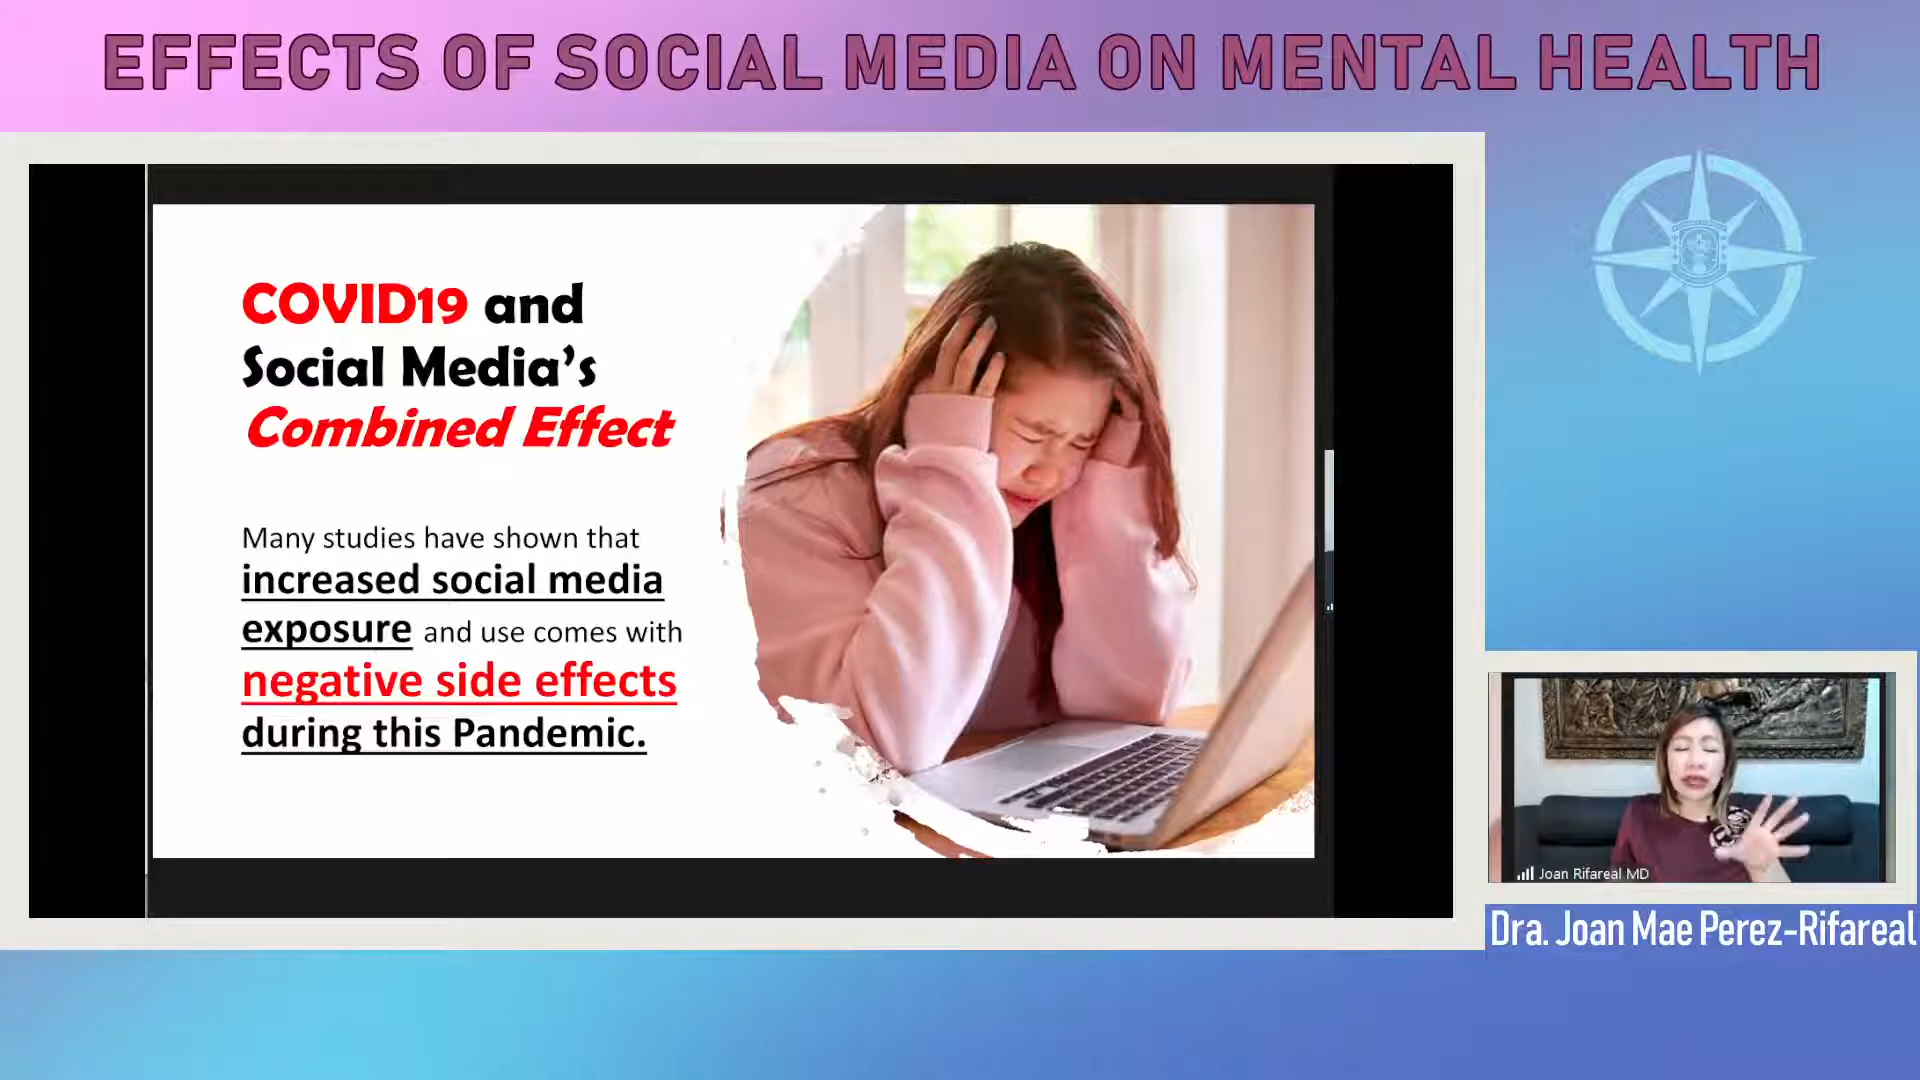 EFFECTS OF SOCIAL MEDIA ON MENTAL HEALTH
COVID19 and
Social Media’s
Combined Effect
Many studies have shown that
increased social media
exposure and use comes with
negative side effects
during this Pandemic.
Joan Rifareal MD
Dra. Joan Mae Perez-Rifareal